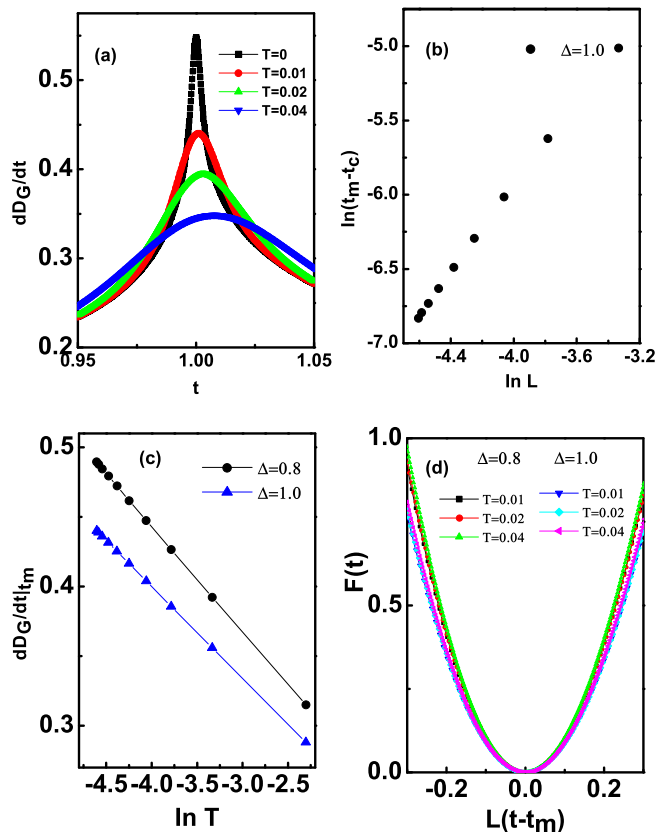 (a)
T=0
T=0.01
T=0.02
T=0.04
dD_G/dt
0.5
0.4
0.3
0.2
0.95
1.00
1.05
t
(b)
Δ=1.0
ln(t_m-t_c)
-5.0
-5.5
-6.0
-6.5
-7.0
-4.4
-4.0
-3.6
-3.2
ln L
(c)
Δ=0.8
Δ=1.0
dD_G/dt|t_m
0.5
0.4
0.3
-4.5
-4.0
-3.5
-3.0
-2.5
ln T
(d)
Δ=0.8
Δ=1.0
T=0.01
T=0.01
T=0.02
T=0.02
T=0.04
T=0.04
F(t)
1.0
0.5
0.0
-0.2
0.0
0.2
L(t-t_m)